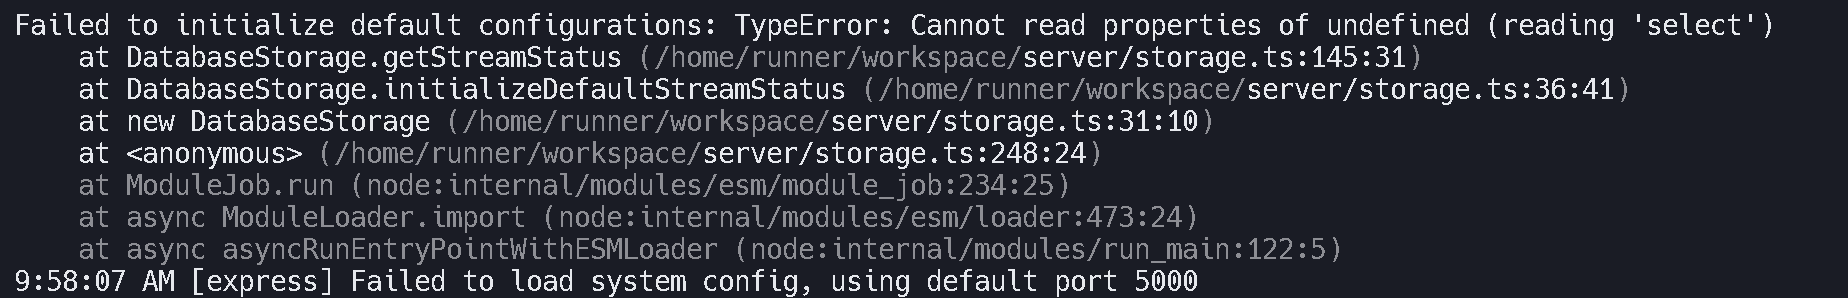 Failed to initialize default configurations: TypeError: Cannot read properties of undefined (reading 'select')
    at DatabaseStorage.getStreamStatus (/home/runner/workspace/server/storage.ts:145:31)
    at DatabaseStorage.initializeDefaultStreamStatus (/home/runner/workspace/server/storage.ts:36:41)
    at new DatabaseStorage (/home/runner/workspace/server/storage.ts:31:10)
    at <anonymous> (/home/runner/workspace/server/storage.ts:248:24)
    at ModuleJob.run (node:internal/modules/esm/module_job:234:25)
    at async ModuleLoader.import (node:internal/modules/esm/loader:473:24)
    at async asyncRunEntryPointWithESMLoader (node:internal/modules/run_main:122:5)
9:58:07 AM [express] Failed to load system config, using default port 5000